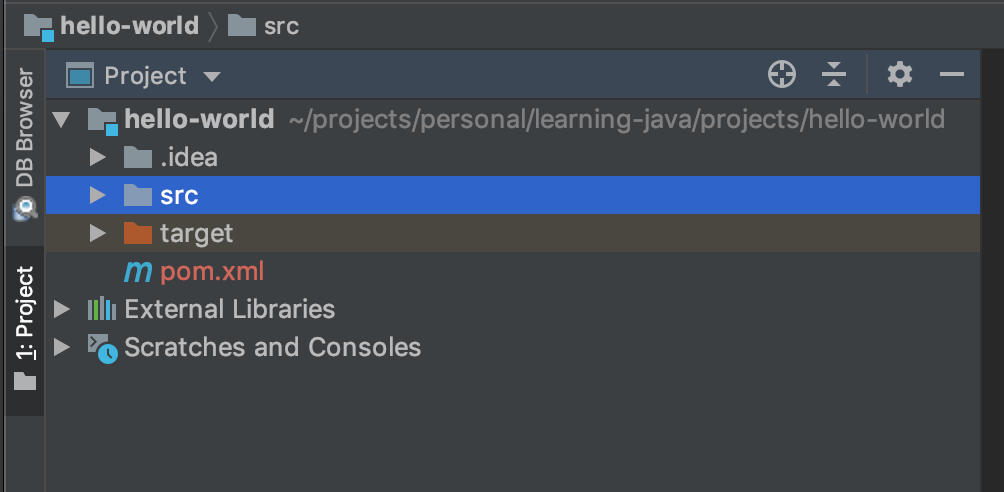 hello-world src
DB Browser
1: Project
Project
hello-world ~/projects/personal/learning-java/projects/hello-world
.idea
src
target
m pom.xml
External Libraries
Scratches and Consoles